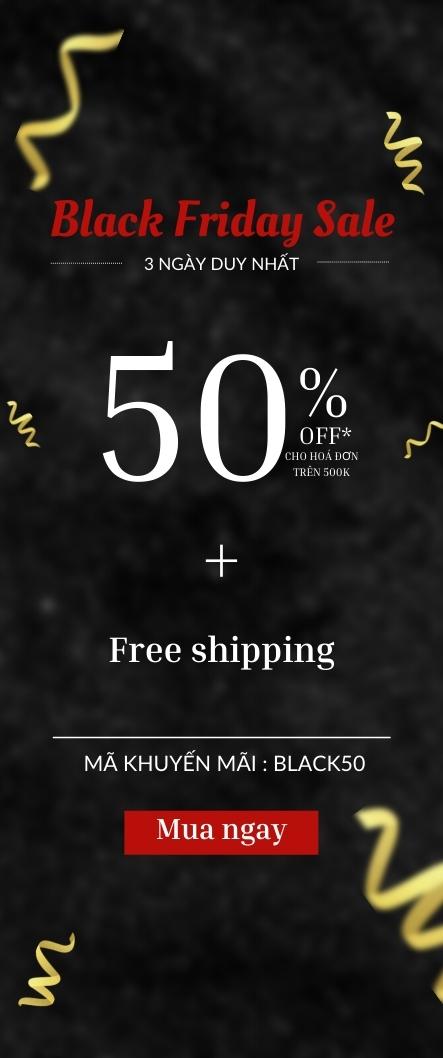 Black Friday Sale
3 NGÀY DUY NHẤT
50%
OFF*
CHO HOÁ ĐƠN
TRÊN 500K
+
Free shipping
MÃ KHUYẾN MÃI : BLACK50
Mua ngay